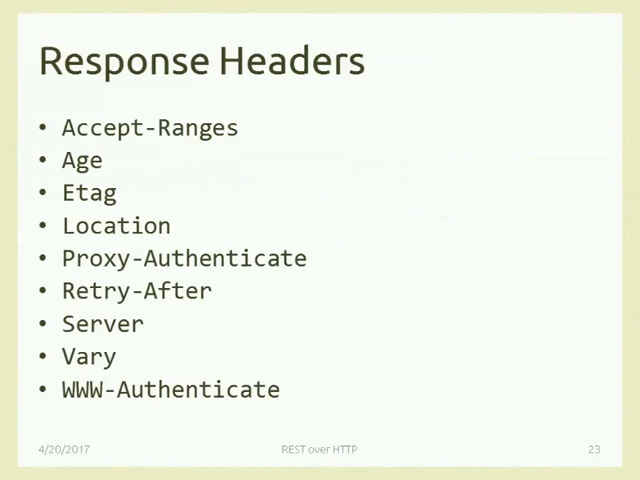 Response Headers
• Accept-Ranges
• Age
• Etag
• Location
• Proxy-Authenticate
• Retry-After
• Server
• Vary
• WWW-Authenticate
4/20/2017 REST over HTTP 23